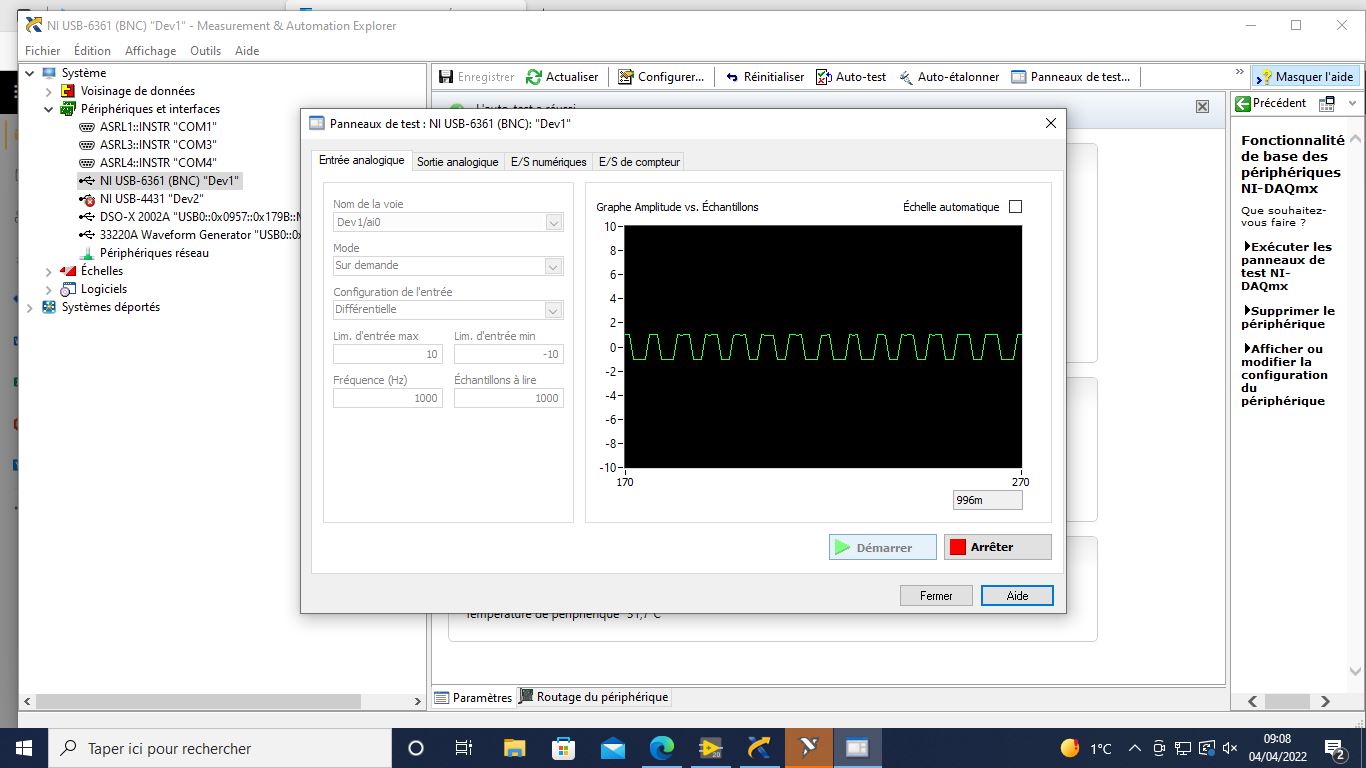 NI USB-6361 (BNC) "Dev1" - Measurement & Automation Explorer
Fichier Édition Affichage Outils Aide
Système
Voisinage de données
Périphériques et interfaces
ASRL1::INSTR "COM1"
ASRL3::INSTR "COM3"
ASRL4::INSTR "COM4"
NI USB-6361 (BNC) "Dev1"
NI USB-4431 "Dev2"
DSO-X 2002A "USB0::0x0957::0x179B::
33220A Waveform Generator "USB0::0x
Périphériques réseau
Échelles
Logiciels
Systèmes déportés
Enregistrer Actualiser Configurer... Réinitialiser Auto-test Auto-étalonner Panneaux de test... » Masquer l'aide
L'auto-test a réussi
Panneaux de test : NI USB-6361 (BNC): "Dev1"
Entrée analogique Sortie analogique E/S numériques E/S de compteur
Nom de la voie
Dev1/ai0
Mode
Sur demande
Configuration de l'entrée
Différentielle
Lim. d'entrée max Lim. d'entrée min
10 -10
Fréquence (Hz) Échantillons à lire
1000 1000
Graphe Amplitude vs. Échantillons Échelle automatique
10
8
6
4
2
0
-2
-4
-6
-8
-10
170 270
996m
Démarrer Arrêter
Fermer Aide
Température de périphérique 31,7°C
Paramètres Routage du périphérique
Précédent
Fonctionnalité
de base des
périphériques
NI-DAQmx
Que souhaitez-
vous faire ?
Exécuter les
panneaux de
test NI-
DAQmx
Supprimer le
périphérique
Afficher ou
modifier la
configuration
du
périphérique
Taper ici pour rechercher
1°C
09:08
04/04/2022
2